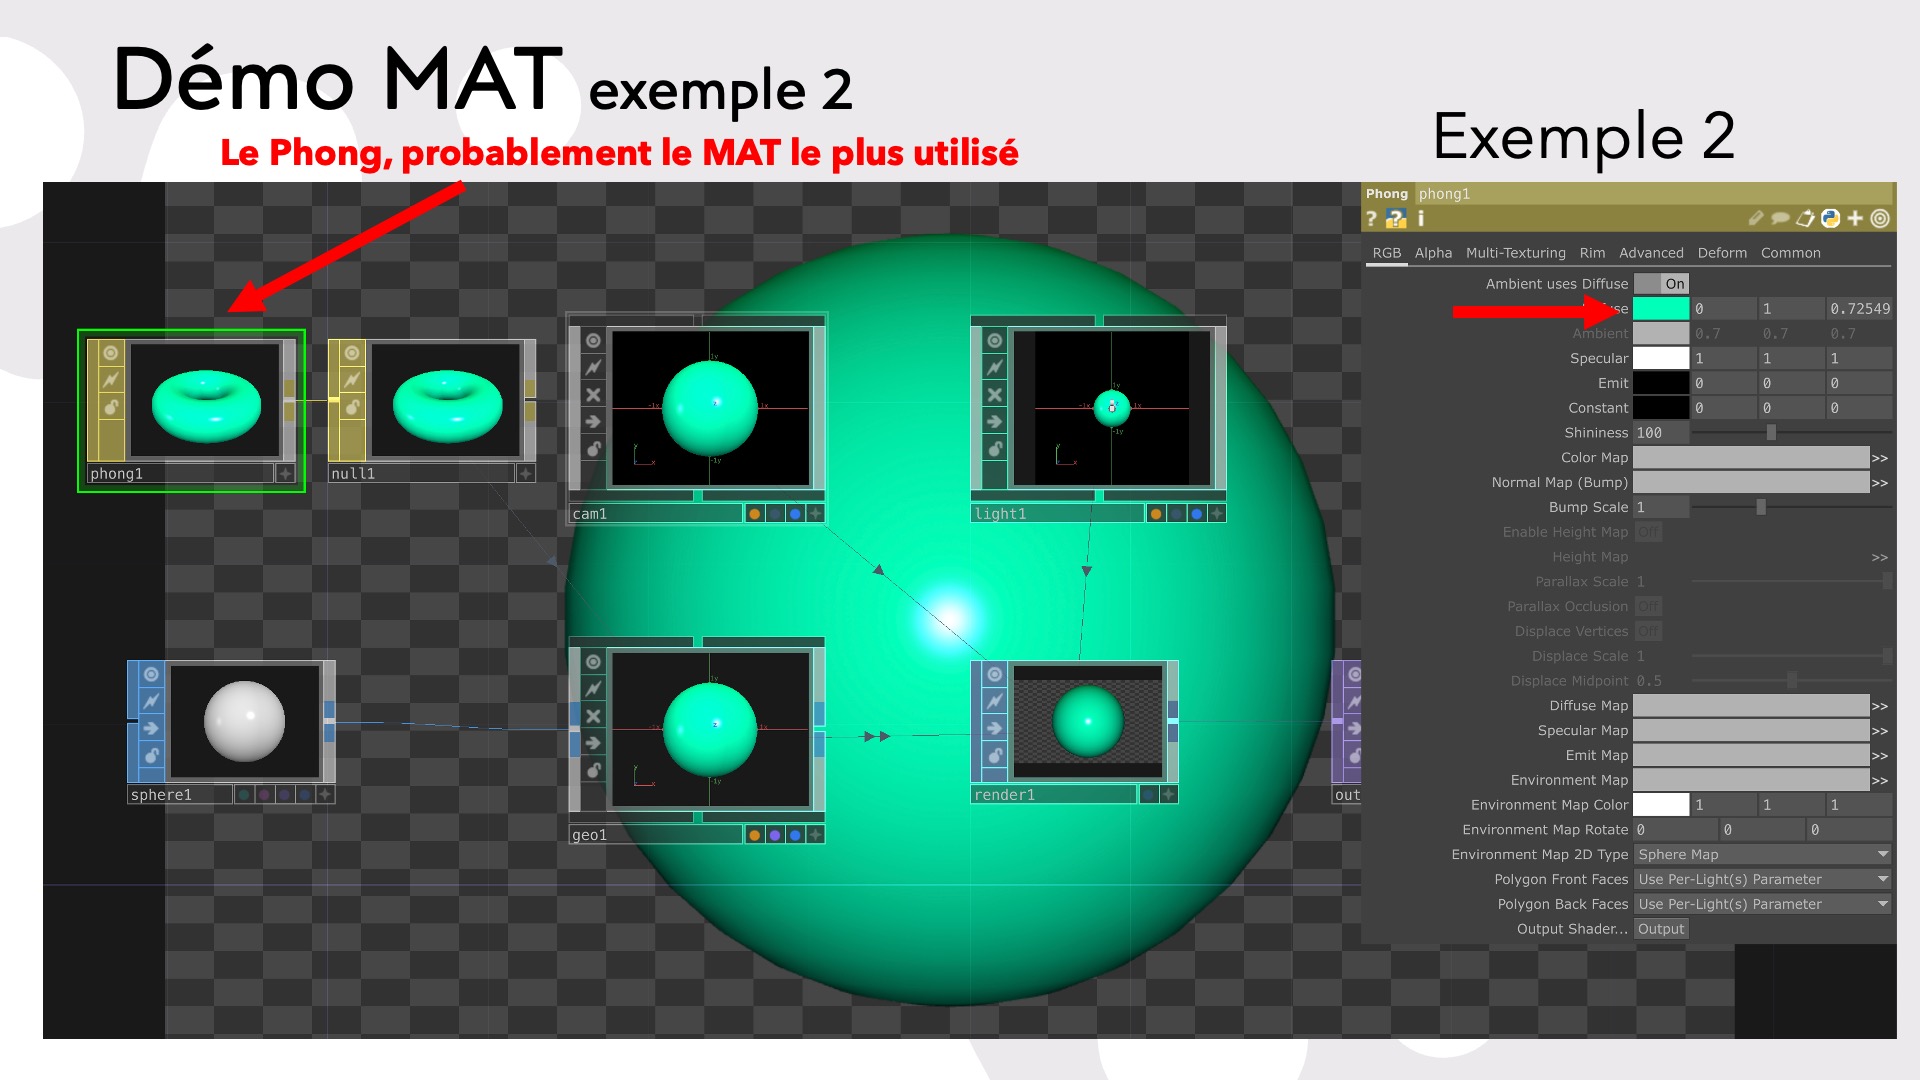 Démo MAT exemple 2
Exemple 2
Le Phong, probablement le MAT le plus utilisé
phong1
null1
cam1
light1
sphere1
geo1
render1
out
Phong phong1
? ? i
RGB Alpha Multi-Texturing Rim Advanced Deform Common
Ambient uses Diffuse On
se 0 1 0.72549
Ambient 0.7 0.7 0.7
Specular 1 1 1
Emit 0 0 0
Constant 0 0 0
Shininess 100
Color Map >>
Normal Map (Bump) >>
Bump Scale 1
Enable Height Map Off
Height Map >>
Parallax Scale 1
Parallax Occlusion Off
Displace Vertices Off
Displace Scale 1
Displace Midpoint 0.5
Diffuse Map >>
Specular Map >>
Emit Map >>
Environment Map >>
Environment Map Color 1 1 1
Environment Map Rotate 0 0 0
Environment Map 2D Type Sphere Map
Polygon Front Faces Use Per-Light(s) Parameter
Polygon Back Faces Use Per-Light(s) Parameter
Output Shader... Output